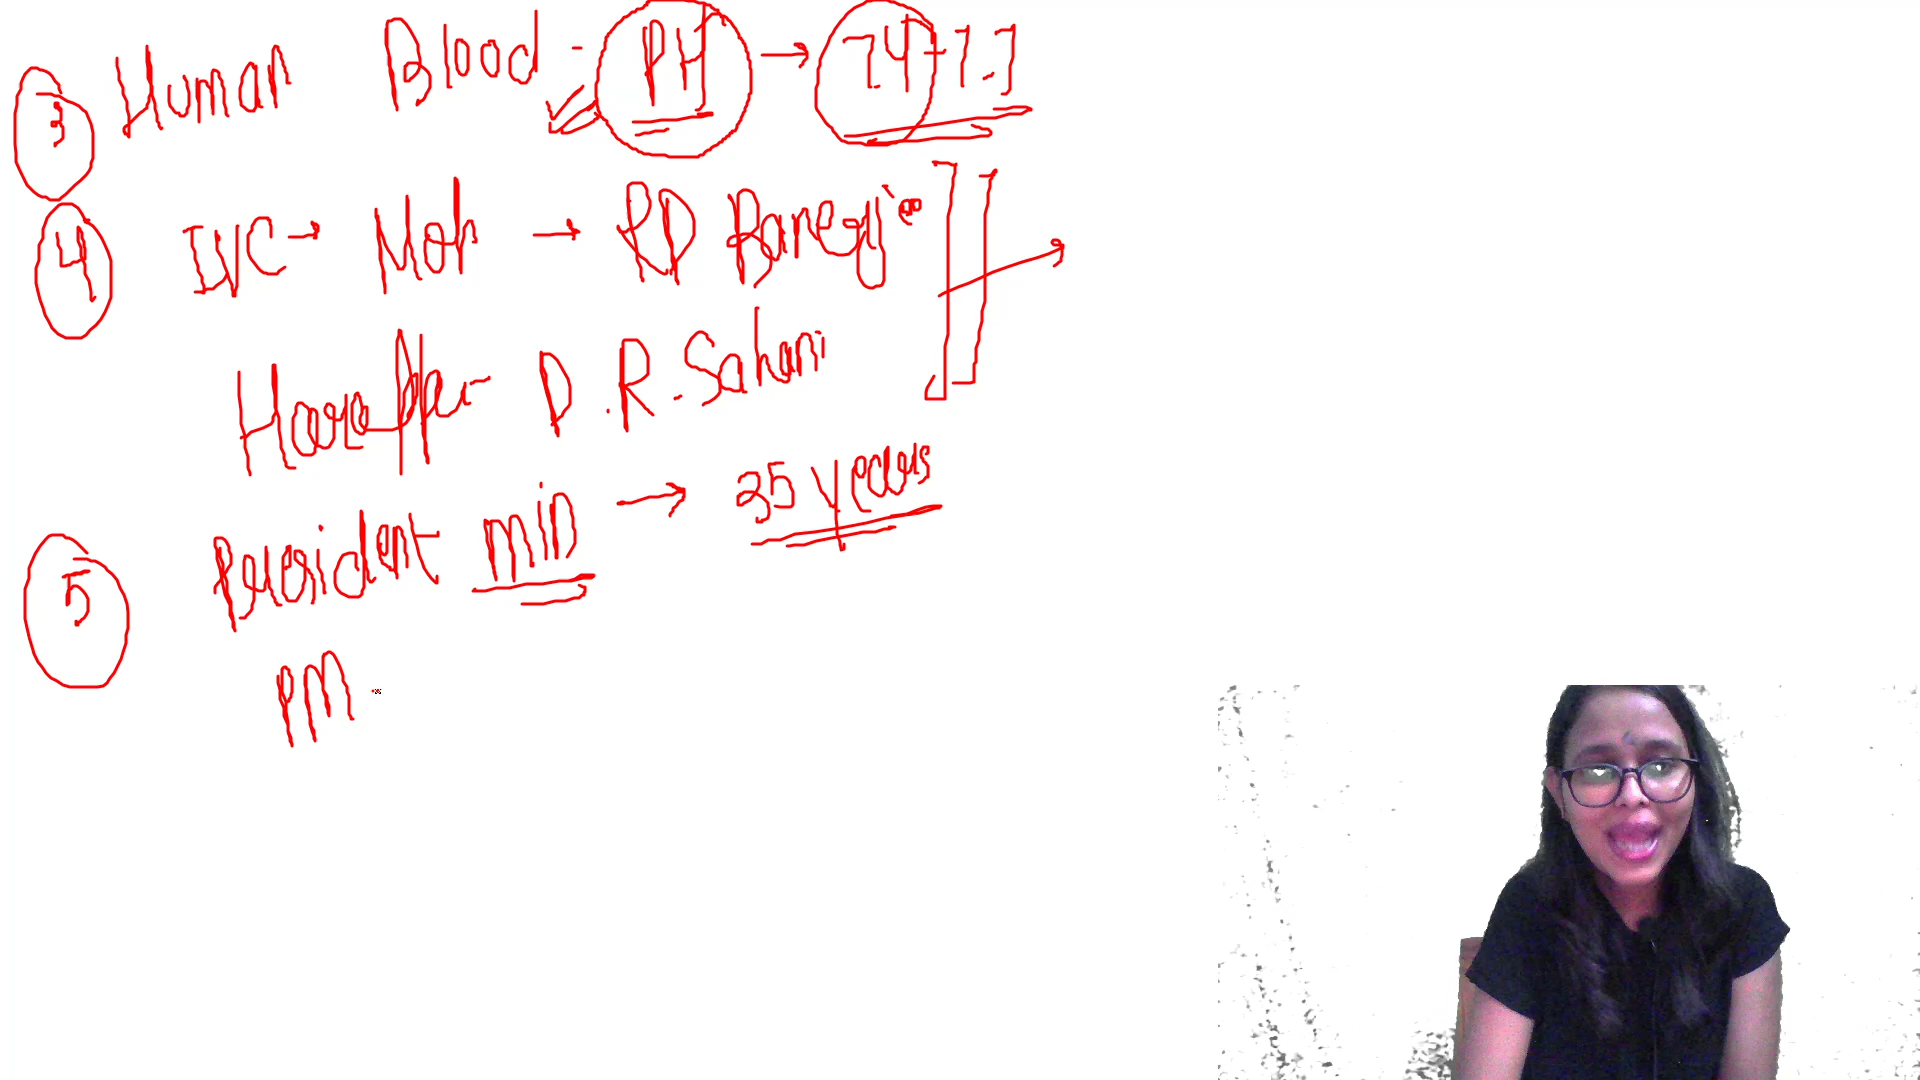 3 Human Blood - PH → 7.4 - 7.7
4 IVC → Moh → RD Banerjee
Harappa - D.R. Sahani
5 President min → 35 years
PM -